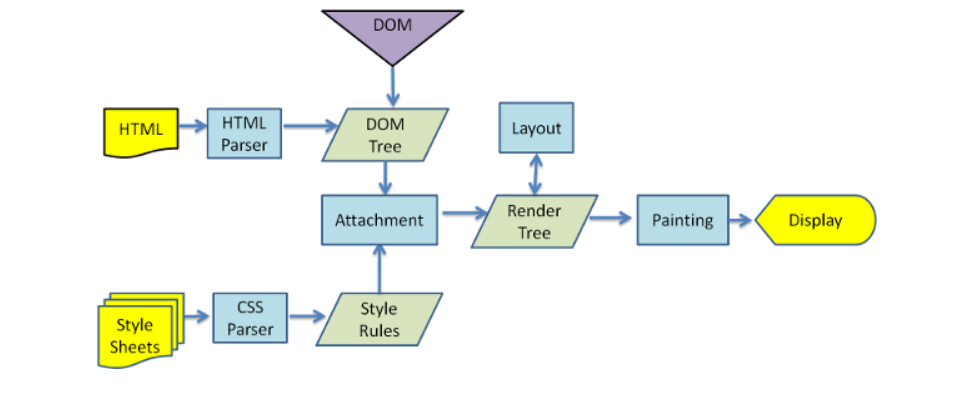 DOM
HTML
HTML
Parser
DOM
Tree
Layout
Attachment
Render
Tree
Painting
Display
Style
Sheets
CSS
Parser
Style
Rules